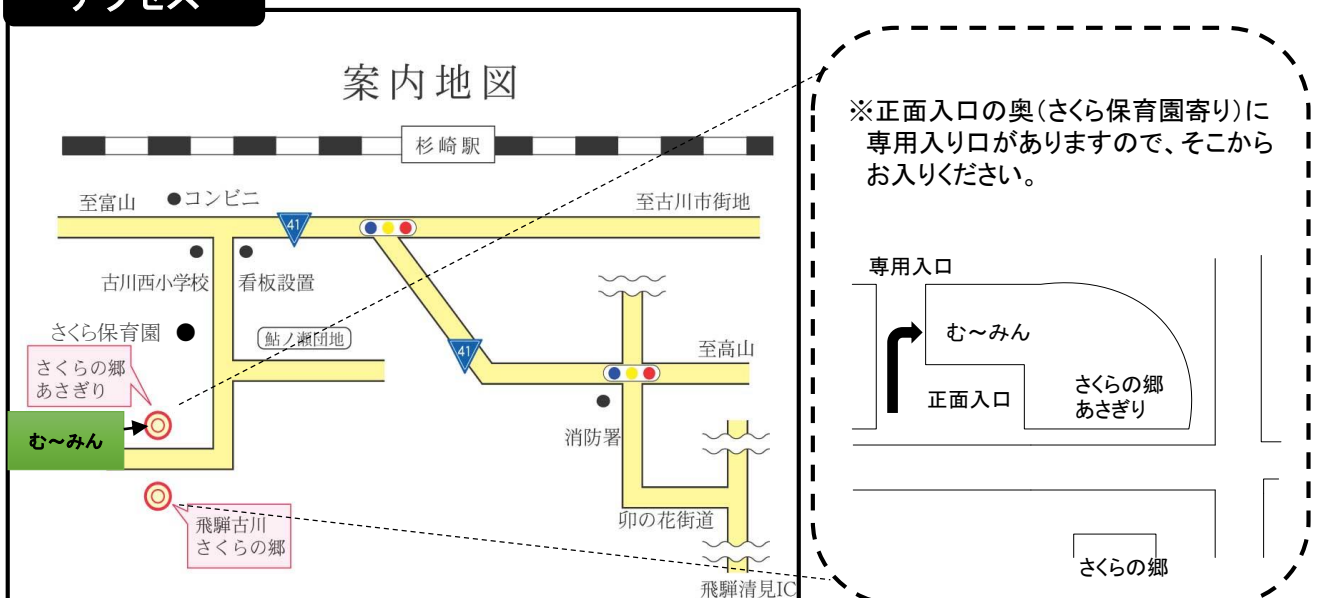 アクセス
案内地図
杉崎駅
至富山
●コンビニ
至古川市街地
41
古川西小学校
看板設置
さくら保育園
鮎ノ瀬団地
さくらの郷
あさぎり
む～みん
41
至高山
消防署
飛騨古川
さくらの郷
卯の花街道
飛騨清見IC
※正面入口の奥(さくら保育園寄り)に
専用入り口がありますので、そこから
お入りください。
専用入口
む～みん
正面入口
さくらの郷
あさぎり
さくらの郷